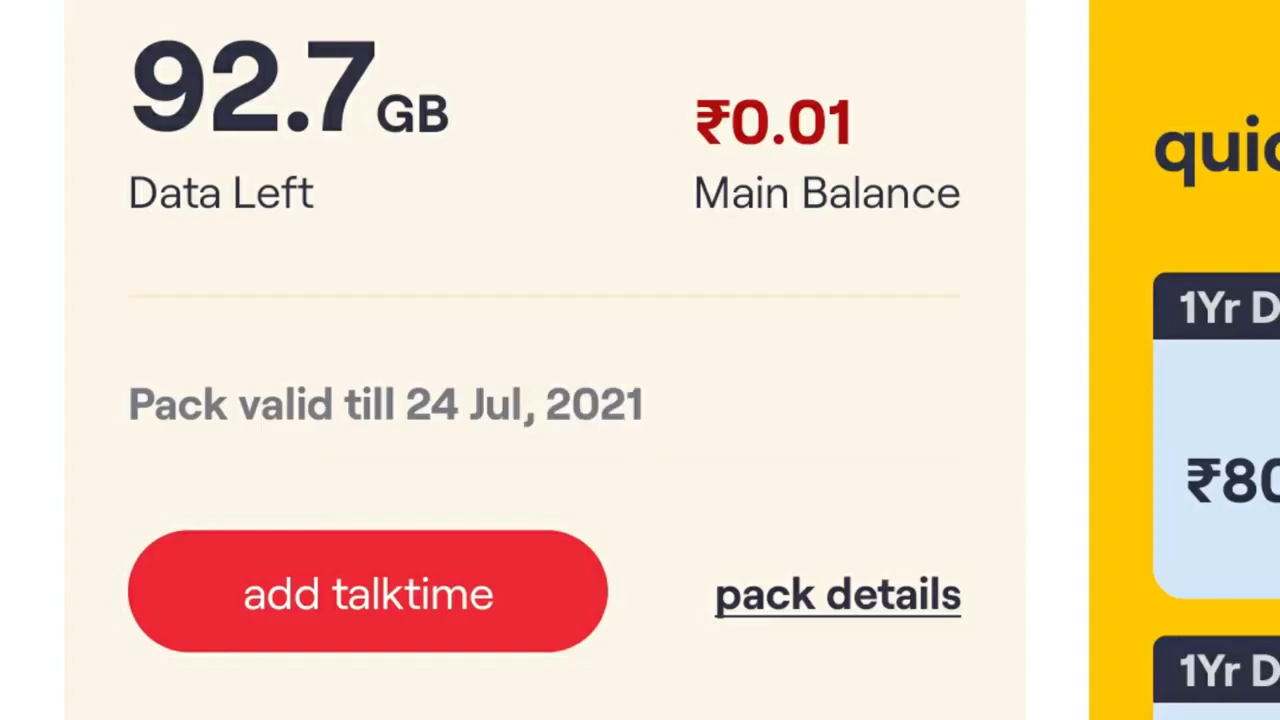 92.7GB
Data Left
₹0.01
Main Balance
Pack valid till 24 Jul, 2021
add talktime
pack details
1Yr
₹80
1Yr